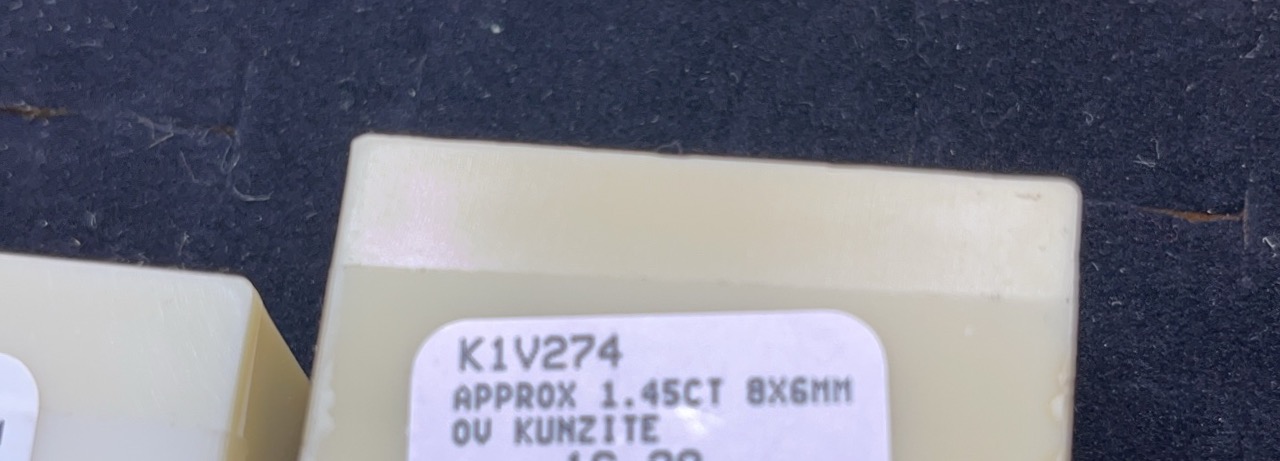 K1V274
APPROX 1.45CT 8X6MM
OV KUNZITE